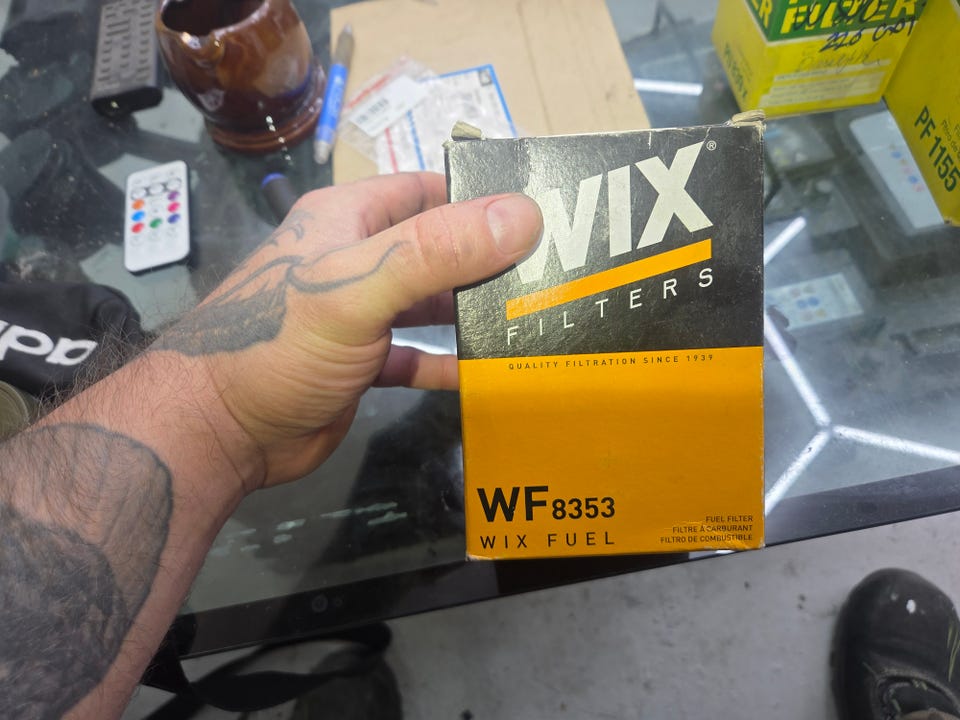 WIX®
FILTERS
QUALITY FILTRATION SINCE 1939
WF8353
WIX FUEL
FUEL FILTER
FILTRE À CARBURANT
FILTRO DE COMBUSTIBLE
PF1155